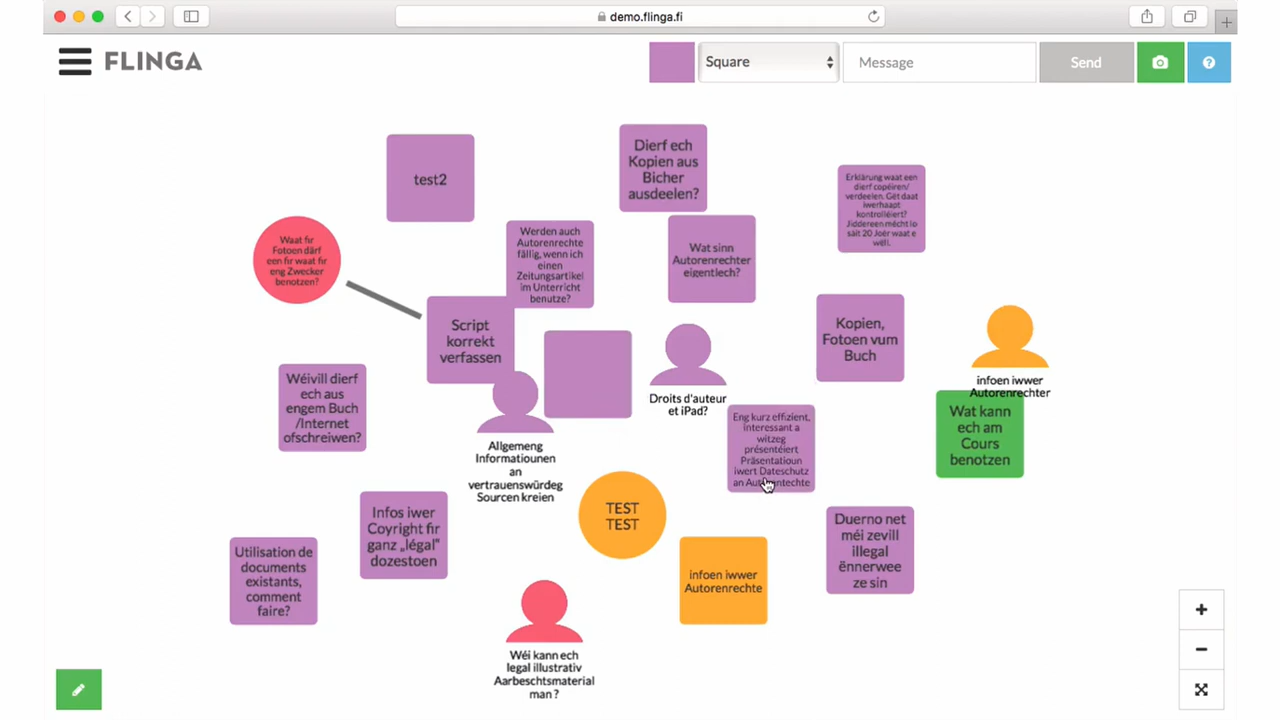 demo.flinga.fi
FLINGA
Square
Message
Send
test2
Dierf ech
Kopien aus
Bicher
ausdeelen?
Erklärung waat een
dierf copéiren/
verdeelen. Gët daat
iwerhaapt
kontrolléiert?
Jiddereen mécht lo
säit 20 Joër waat e
wëll.
Waat fir
Fotoen därf
een fir waat fir
eng Zwecker
benotzen?
Werden auch
Autorenrechte
fällig, wenn ich
einen
Zeitungsartikel
im Unterricht
benutze?
Wat sinn
Autorenrechter
eigentlech?
Script
korrekt
verfassen
Kopien,
Fotoen vum
Buch
infoen iwwer
Autorenrechter
Wéivill dierf
ech aus
engem Buch
/Internet
ofschreiwen?
Droits d'auteur
et iPad?
Wat kann
ech am
Cours
benotzen
Allgemeng
Informatiounen
an
vertrauenswürdeg
Sourcen kreien
Eng kurz effizient,
interessant a
witzeg
présentéiert
Präsentatioun
iwert Dateschutz
an Autorentechte
TEST
TEST
Infos iwer
Coyright fir
ganz „légal"
dozestoen
Duerno net
méi zevill
illegal
ënnerwee
ze sin
Utilisation de
documents
existants,
comment
faire?
infoen iwwer
Autorenrechte
Wéi kann ech
legal illustrativ
Aarbeschtsmaterial
man ?